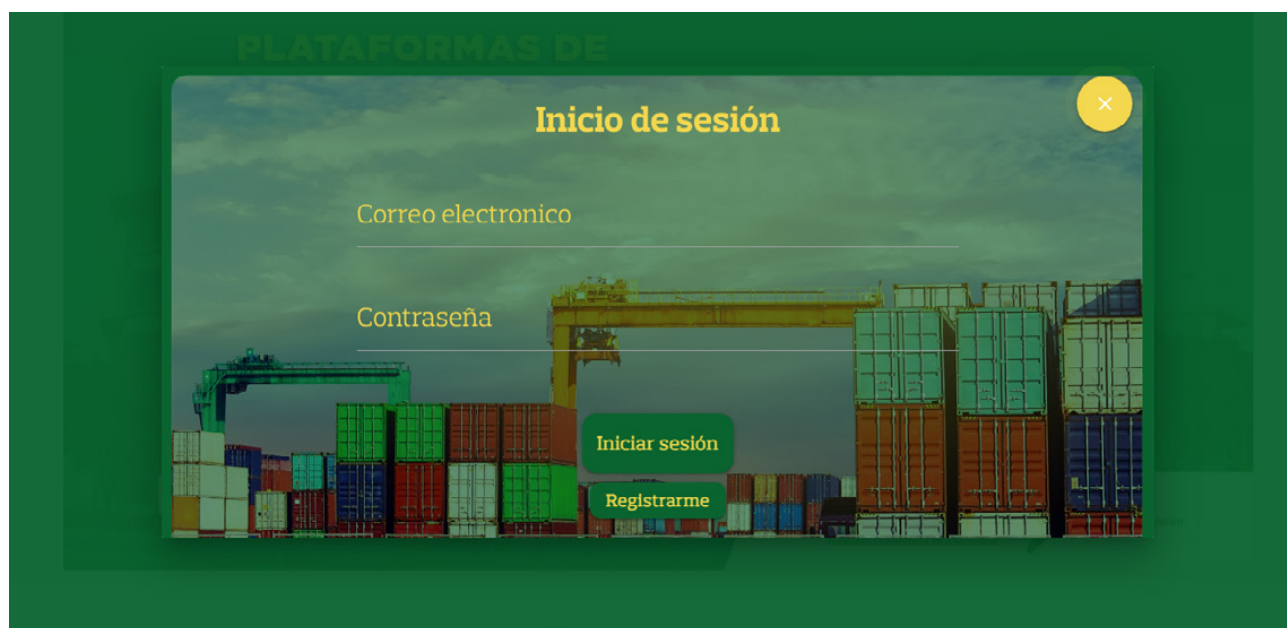 PLATAFORMAS DE
Inicio de sesión
Correo electronico
Contraseña
Iniciar sesión
Registrarme